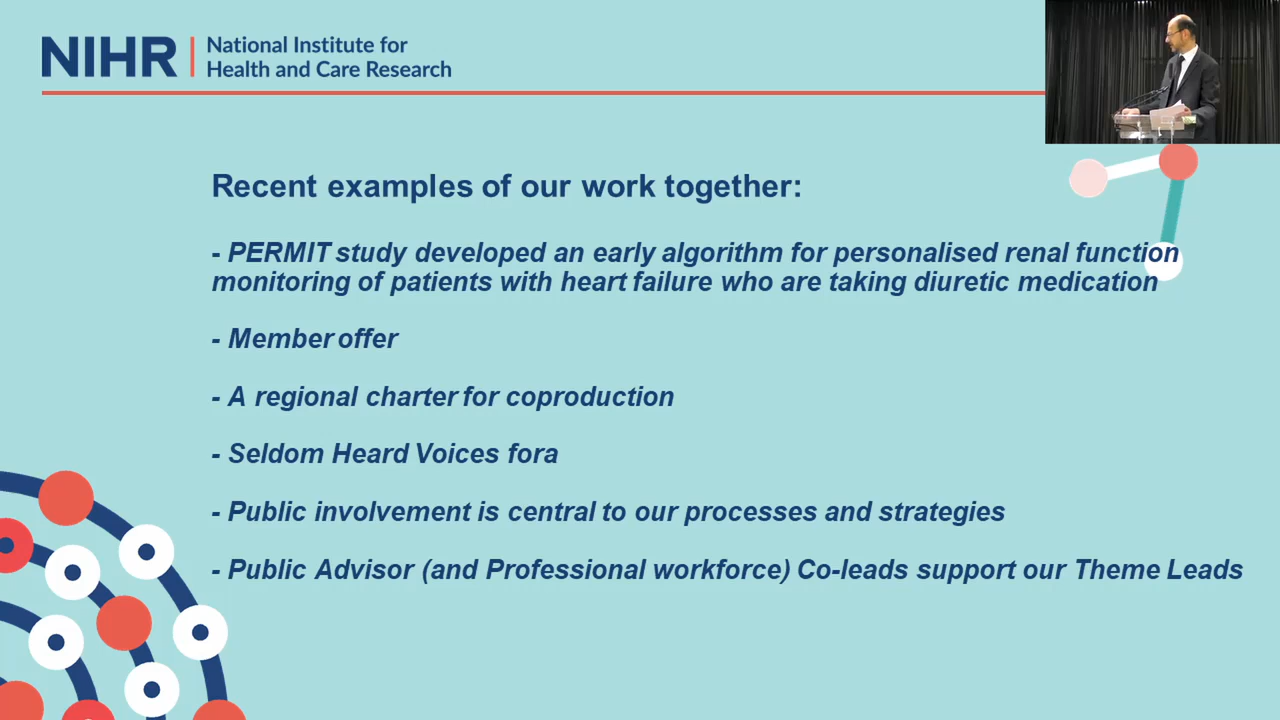 NIHR | National Institute for
Health and Care Research
Recent examples of our work together:
- PERMIT study developed an early algorithm for personalised renal function
monitoring of patients with heart failure who are taking diuretic medication
- Member offer
- A regional charter for coproduction
- Seldom Heard Voices fora
- Public involvement is central to our processes and strategies
- Public Advisor (and Professional workforce) Co-leads support our Theme Leads